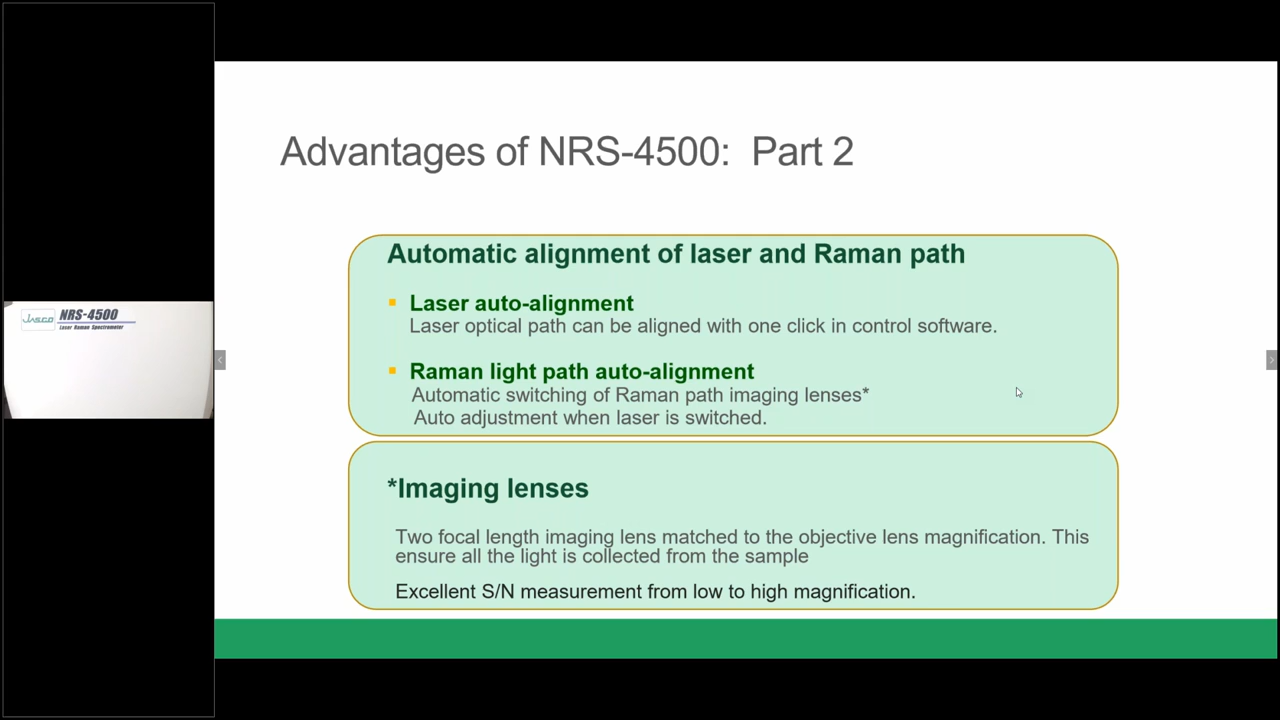 Advantages of NRS-4500: Part 2
Automatic alignment of laser and Raman path
Laser auto-alignment
Laser optical path can be aligned with one click in control software.
Raman light path auto-alignment
Automatic switching of Raman path imaging lenses*
Auto adjustment when laser is switched.
*Imaging lenses
Two focal length imaging lens matched to the objective lens magnification. This
ensure all the light is collected from the sample
Excellent S/N measurement from low to high magnification.
JASCO
NRS-4500
Laser Raman Spectrometer